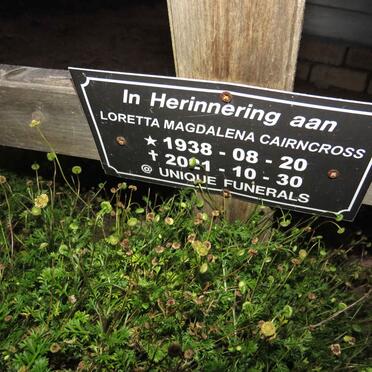 In Herinnering aan
LORETTA MAGDALENA CAIRNCROSS
★ 1938 - 08 - 20
✝ 2021 - 10 - 30
@ UNIQUE FUNERALS